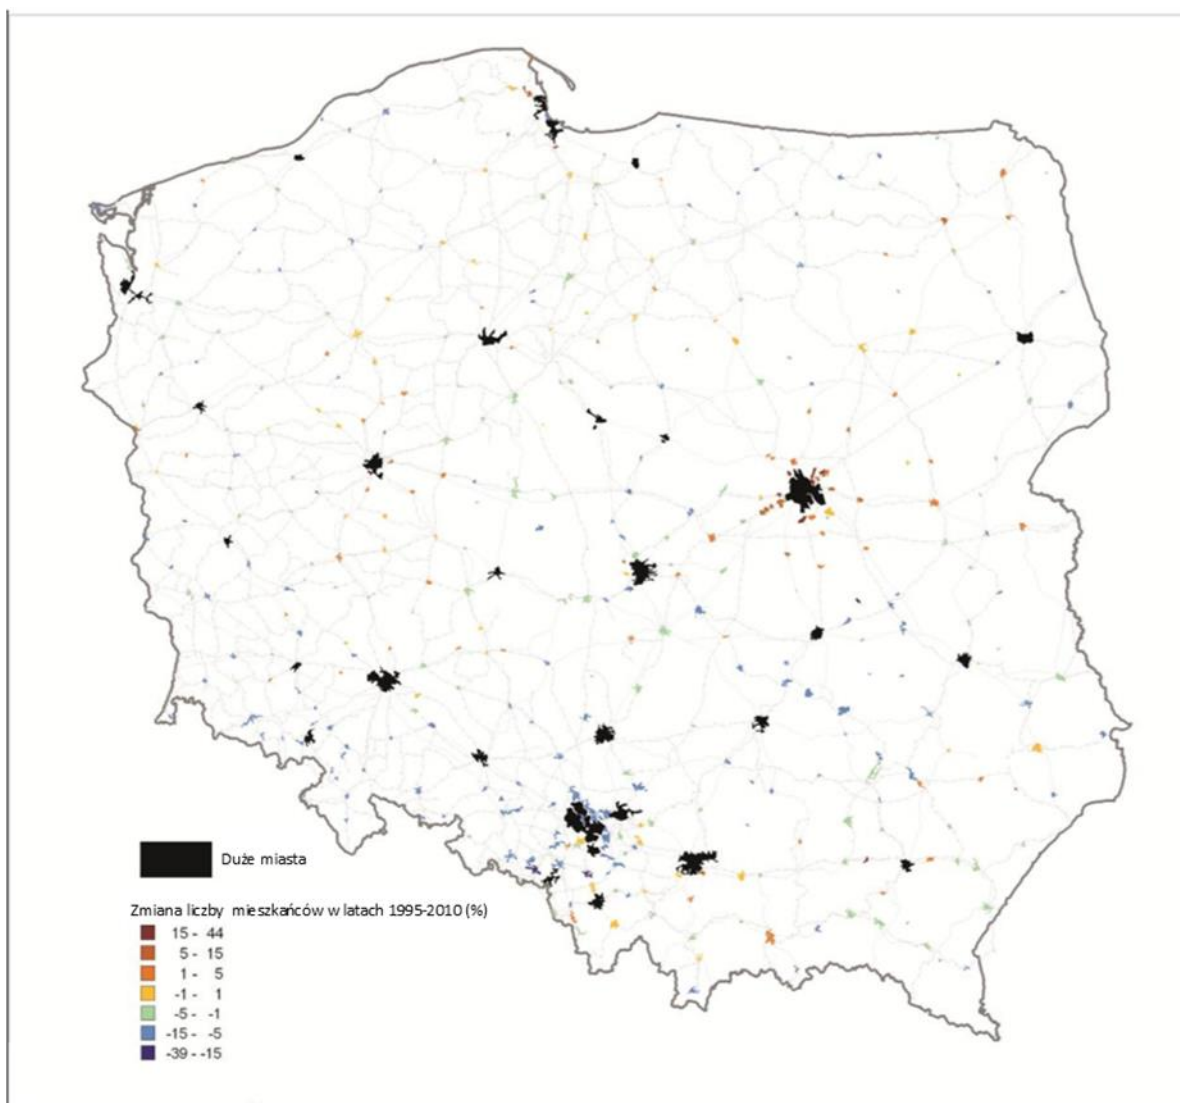 Duże miasta
Zmiana liczby mieszkańców w latach 1995-2010 (%)
15 - 44
5 - 15
1 - 5
-1 - 1
-5 - -1
-15 - -5
-39 - -15